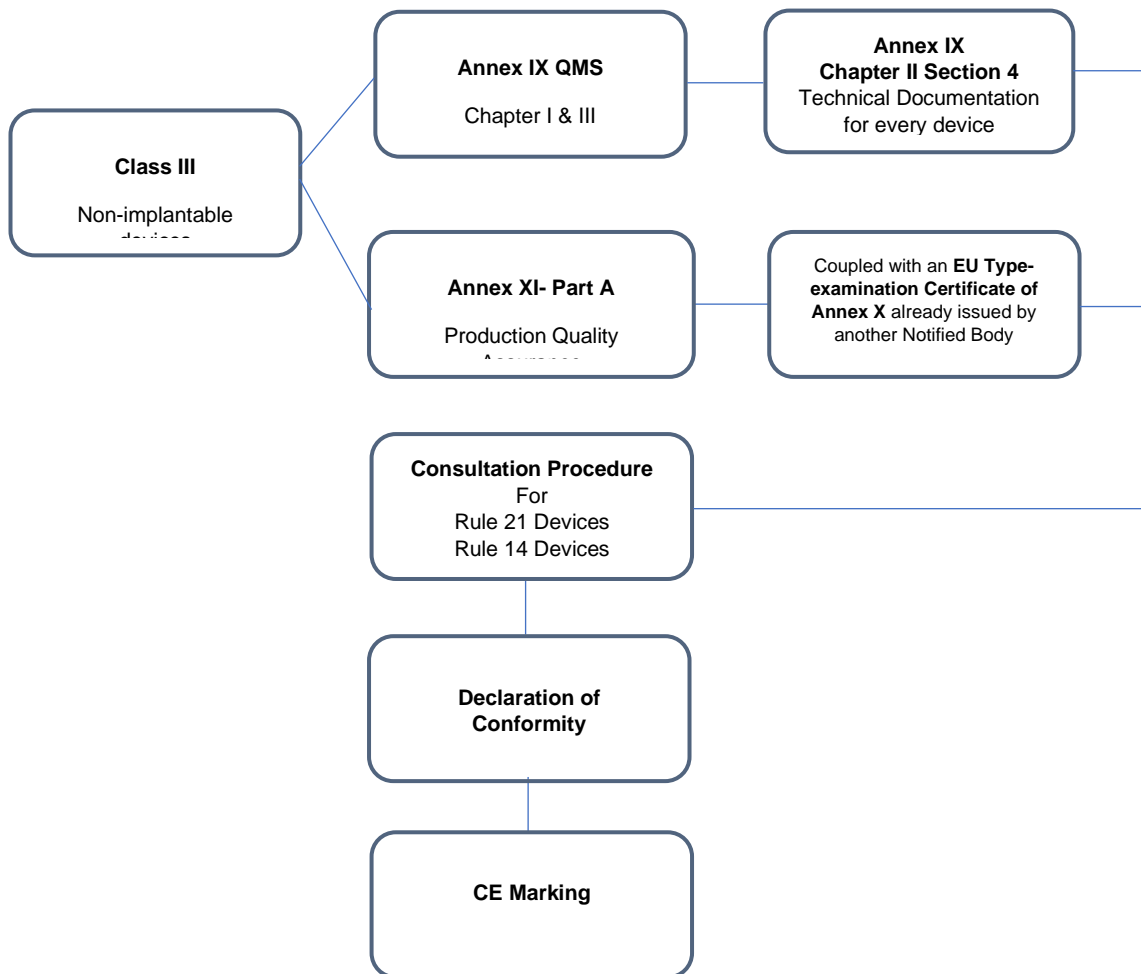 Class III
Non-implantable
devices
Annex IX QMS
Chapter I & III
Annex IX
Chapter II Section 4
Technical Documentation
for every device
Annex XI- Part A
Production Quality
Assurance
Coupled with an EU Type-
examination Certificate of
Annex X already issued by
another Notified Body
Consultation Procedure
For
Rule 21 Devices
Rule 14 Devices
Declaration of
Conformity
CE Marking